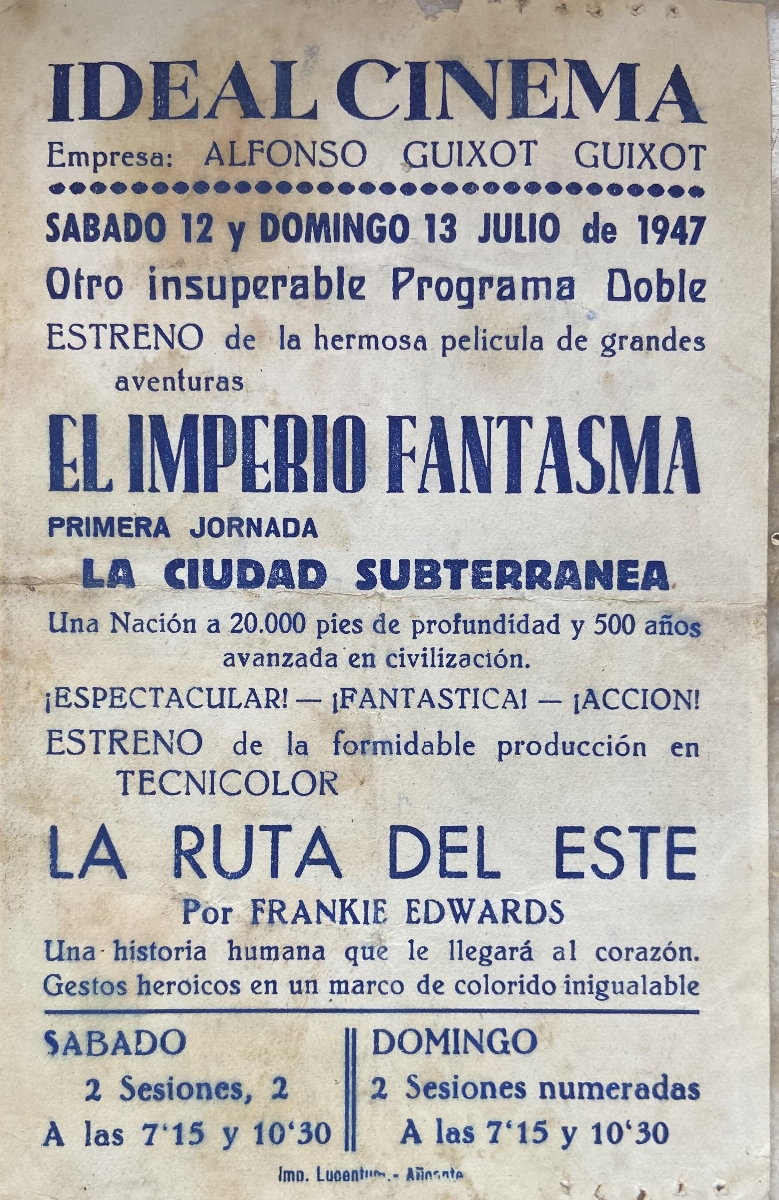 IDEAL CINEMA
Empresa: ALFONSO GUIXOT GUIXOT
SABADO 12 y DOMINGO 13 JULIO de 1947
Otro insuperable Programa Doble
ESTRENO de la hermosa pelicula de grandes
aventuras
EL IMPERIO FANTASMA
PRIMERA JORNADA
LA CIUDAD SUBTERRANEA
Una Nación a 20.000 pies de profundidad y 500 años
avanzada en civilización.
¡ESPECTACULAR! — ¡FANTASTICA! — ¡ACCION!
ESTRENO de la formidable producción en
TECNICOLOR
LA RUTA DEL ESTE
Por FRANKIE EDWARDS
Una historia humana que le llegará al corazón.
Gestos heroicos en un marco de colorido inigualable
SABADO
2 Sesiones, 2
A las 7'15 y 10'30
DOMINGO
2 Sesiones numeradas
A las 7'15 y 10'30
Imp. Lucentum.- Alicante